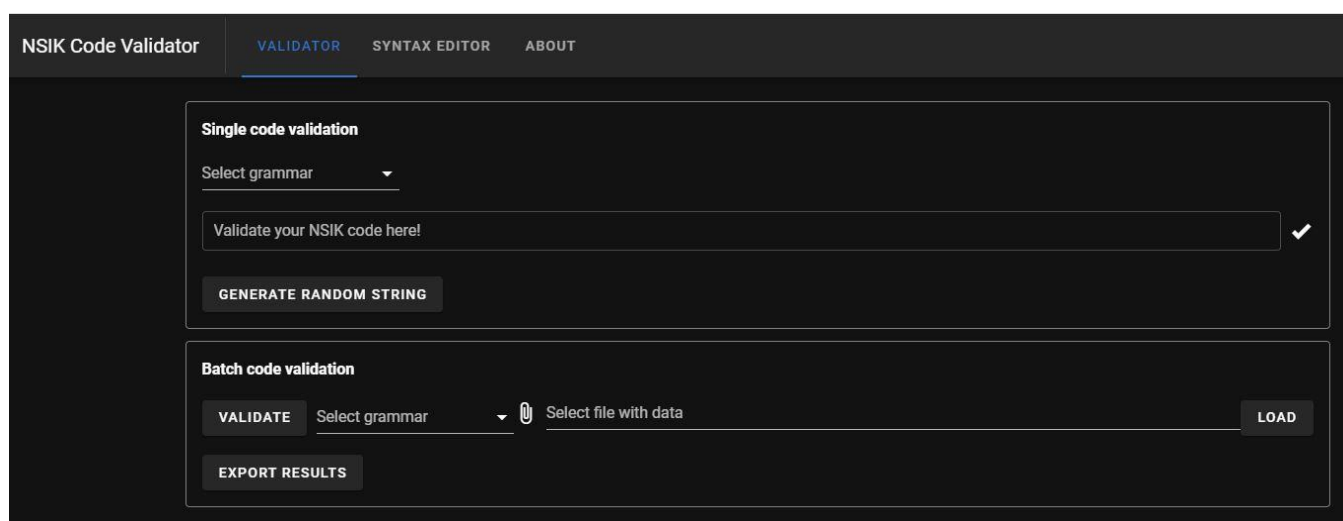 NSIK Code Validator VALIDATOR SYNTAX EDITOR ABOUT
Single code validation
Select grammar
Validate your NSIK code here!
GENERATE RANDOM STRING
Batch code validation
VALIDATE Select grammar Select file with data LOAD
EXPORT RESULTS